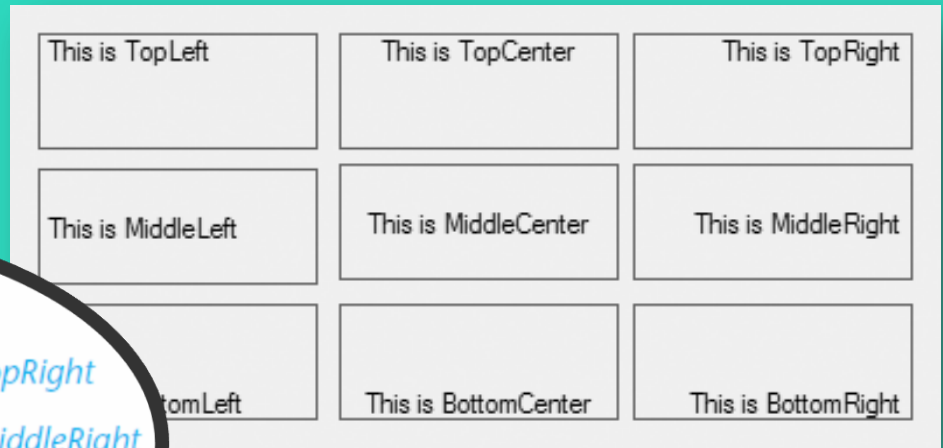 This is TopLeft
This is TopCenter
This is TopRight
This is MiddleLeft
This is MiddleCenter
This is MiddleRight
opRight
tomLeft
This is BottomCenter
This is BottomRight
iddleRight